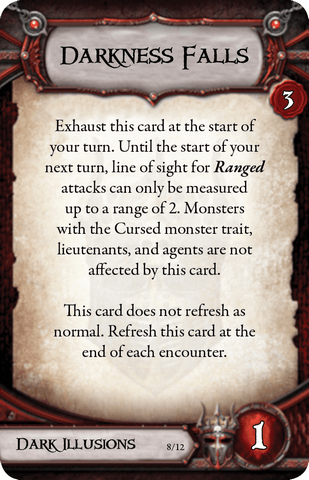 Darkness Falls
3
Exhaust this card at the start of
your turn. Until the start of your
next turn, line of sight for Ranged
attacks can only be measured
up to a range of 2. Monsters
with the Cursed monster trait,
lieutenants, and agents are not
affected by this card.
This card does not refresh as
normal. Refresh this card at the
end of each encounter.
Dark Illusions
8/12
1